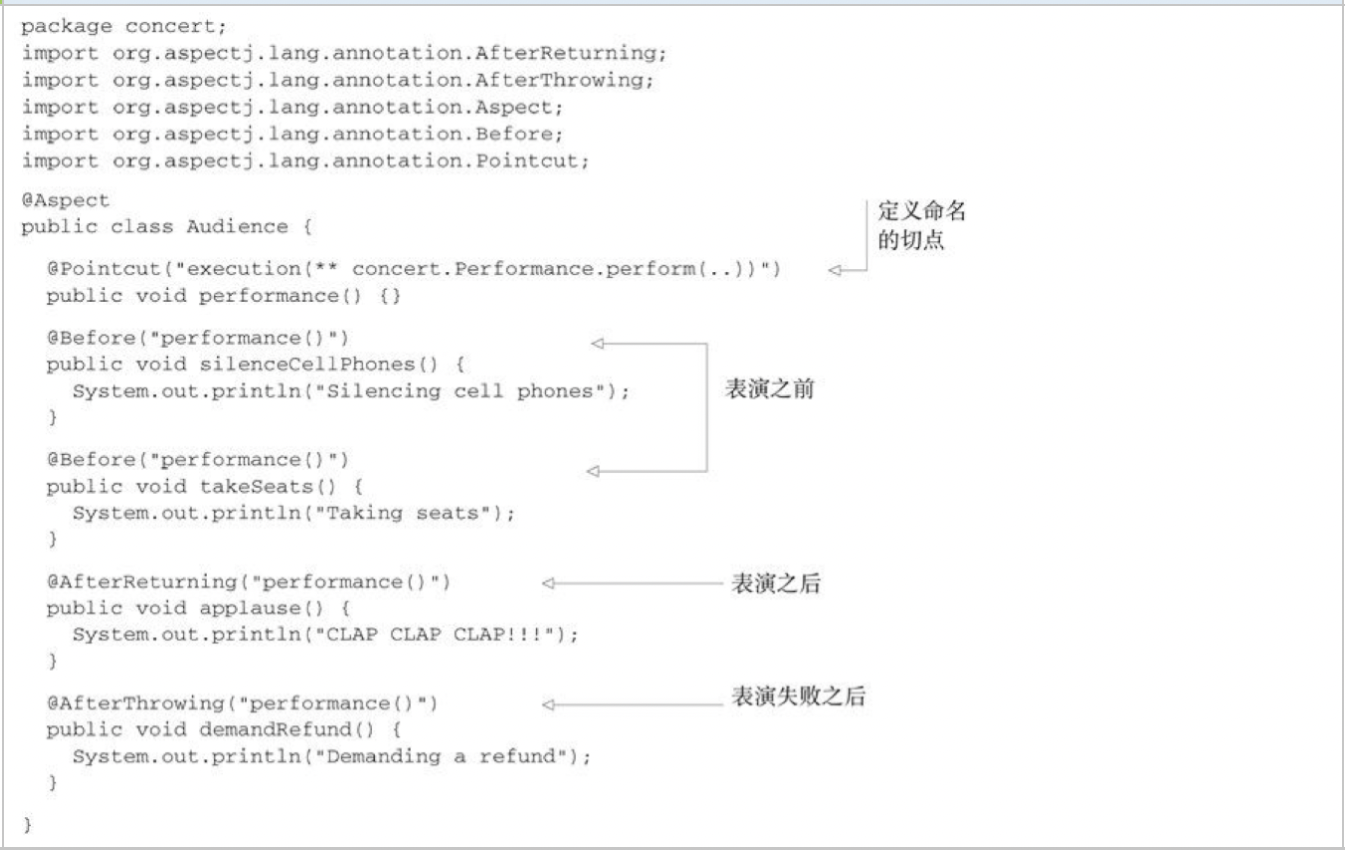 package concert;
import org.aspectj.lang.annotation.AfterReturning;
import org.aspectj.lang.annotation.AfterThrowing;
import org.aspectj.lang.annotation.Aspect;
import org.aspectj.lang.annotation.Before;
import org.aspectj.lang.annotation.Pointcut;
@Aspect
public class Audience {
定义命名
的切点
@Pointcut("execution(** concert.Performance.perform(..))")
public void performance() {}
@Before("performance()")
public void silenceCellPhones() {
System.out.println("Silencing cell phones");
}
表演之前
@Before("performance()")
public void takeSeats() {
System.out.println("Taking seats");
}
@AfterReturning("performance()")
表演之后
public void applause() {
System.out.println("CLAP CLAP CLAP!!!");
}
@AfterThrowing("performance()")
表演失败之后
public void demandRefund() {
System.out.println("Demanding a refund");
}
}